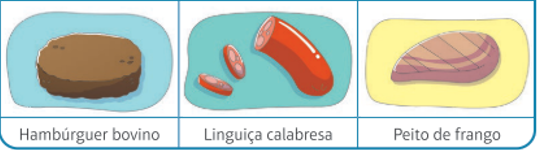 Hambúrguer bovino
Linguiça calabresa
Peito de frango